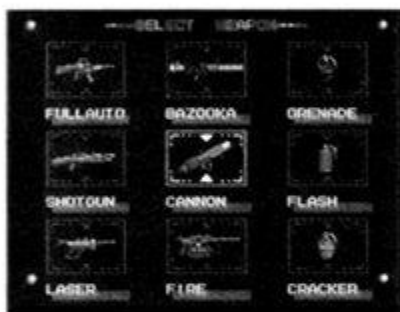 SELECT WEAPON
FULLAUTO BAZOOKA GRENADE
SHOTGUN CANNON FLASH
LASER FIRE CRACKER